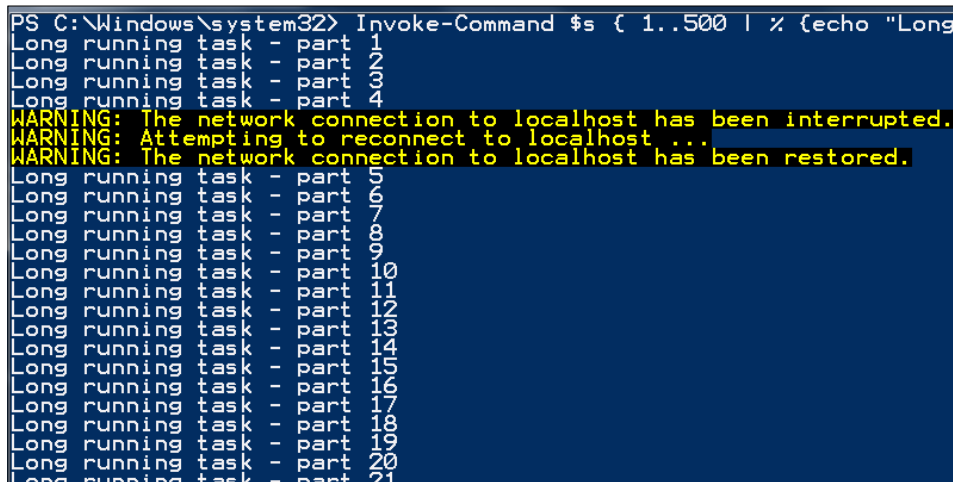 PS C:\Windows\system32> Invoke-Command $s { 1..500 | % {echo "Long
Long running task - part 1
Long running task - part 2
Long running task - part 3
Long running task - part 4
WARNING: The network connection to localhost has been interrupted.
WARNING: Attempting to reconnect to localhost ...
WARNING: The network connection to localhost has been restored.
Long running task - part 5
Long running task - part 6
Long running task - part 7
Long running task - part 8
Long running task - part 9
Long running task - part 10
Long running task - part 11
Long running task - part 12
Long running task - part 13
Long running task - part 14
Long running task - part 15
Long running task - part 16
Long running task - part 17
Long running task - part 18
Long running task - part 19
Long running task - part 20
Long running task - part 21